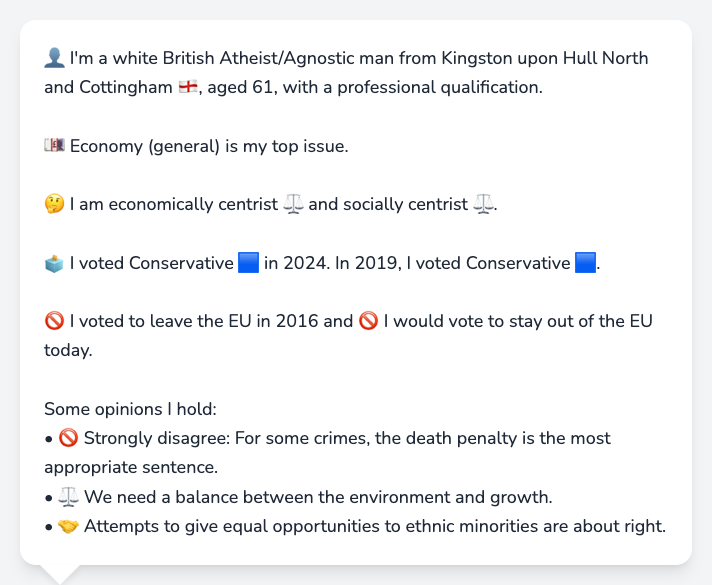 👤 I'm a white British Atheist/Agnostic man from Kingston upon Hull North
and Cottingham 🏴󠁧󠁢󠁥󠁮󠁧󠁿, aged 61, with a professional qualification.
💷 Economy (general) is my top issue.
🤔 I am economically centrist ⚖️ and socially centrist ⚖️.
🗳️ I voted Conservative 🟦 in 2024. In 2019, I voted Conservative 🟦.
🚫 I voted to leave the EU in 2016 and 🚫 I would vote to stay out of the EU
today.
Some opinions I hold:
• 🚫 Strongly disagree: For some crimes, the death penalty is the most
appropriate sentence.
• ⚖️ We need a balance between the environment and growth.
• 🤝 Attempts to give equal opportunities to ethnic minorities are about right.